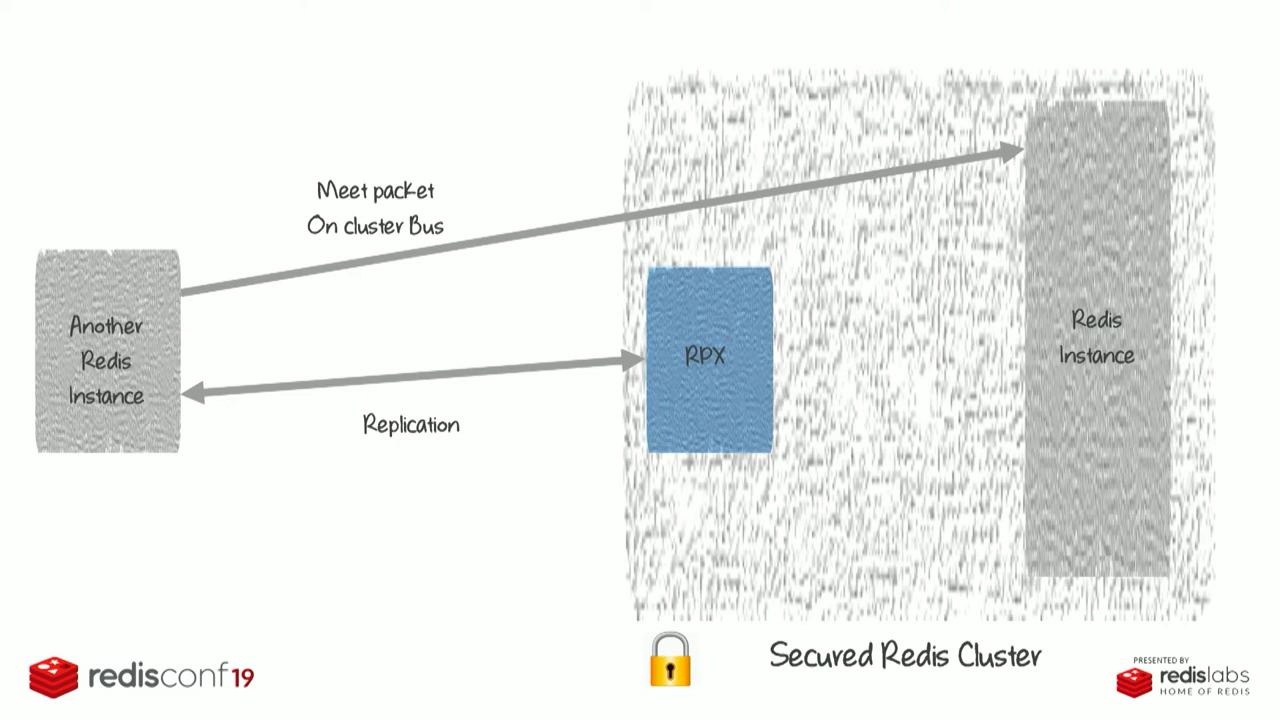 Meet packet
On cluster Bus
Another
Redis
Instance
RPX
Redis
Instance
Replication
Secured Redis Cluster
redisconf19
PRESENTED BY
redislabs
HOME OF REDIS